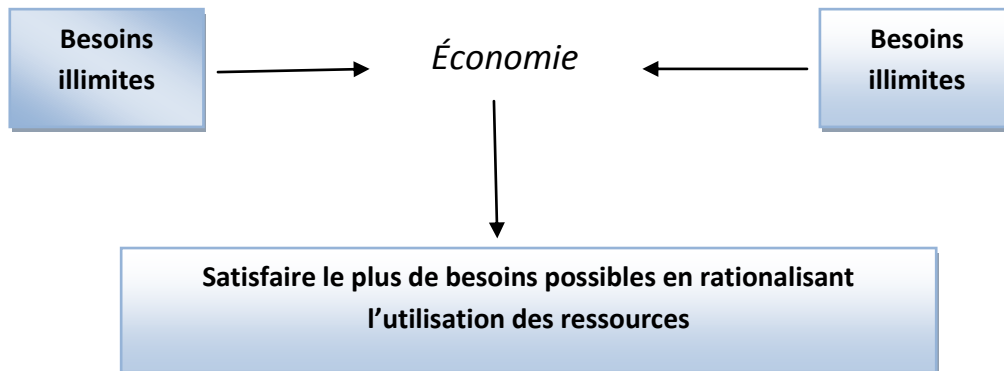 Besoins
illimites
Économie
Besoins
illimites
Satisfaire le plus de besoins possibles en rationalisant
l’utilisation des ressources